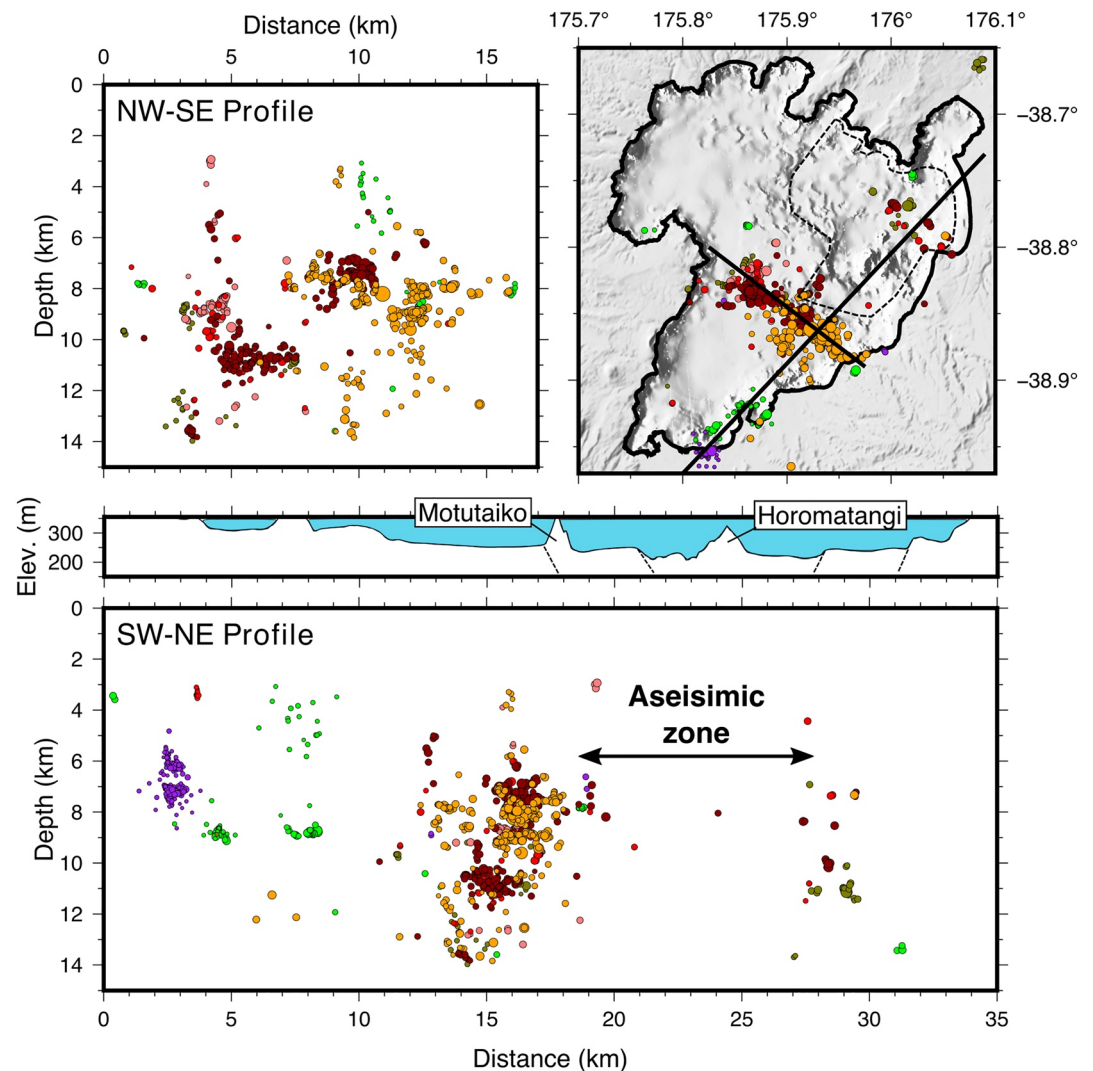 Distance (km)
0 5 10 15
175.7° 175.8° 175.9° 176° 176.1°
NW-SE Profile
Depth (km)
0
2
4
6
8
10
12
14
−38.7°
−38.8°
−38.9°
Elev. (m)
300
200
Motutaiko
Horomatangi
SW-NE Profile
Aseisimic
zone
Depth (km)
0
2
4
6
8
10
12
14
0 5 10 15 20 25 30 35
Distance (km)